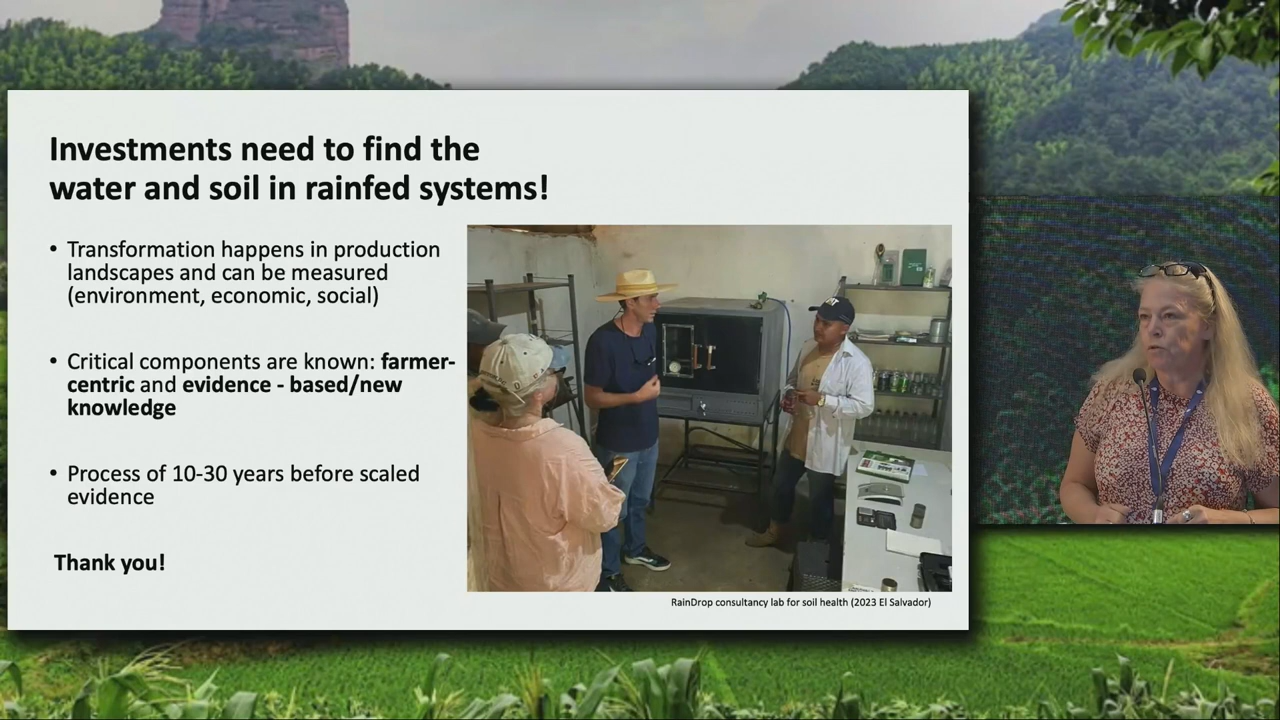 Investments need to find the
water and soil in rainfed systems!
• Transformation happens in production
landscapes and can be measured
(environment, economic, social)
• Critical components are known: farmer-
centric and evidence - based/new
knowledge
• Process of 10-30 years before scaled
evidence
Thank you!
RainDrop consultancy lab for soil health (2023 El Salvador)